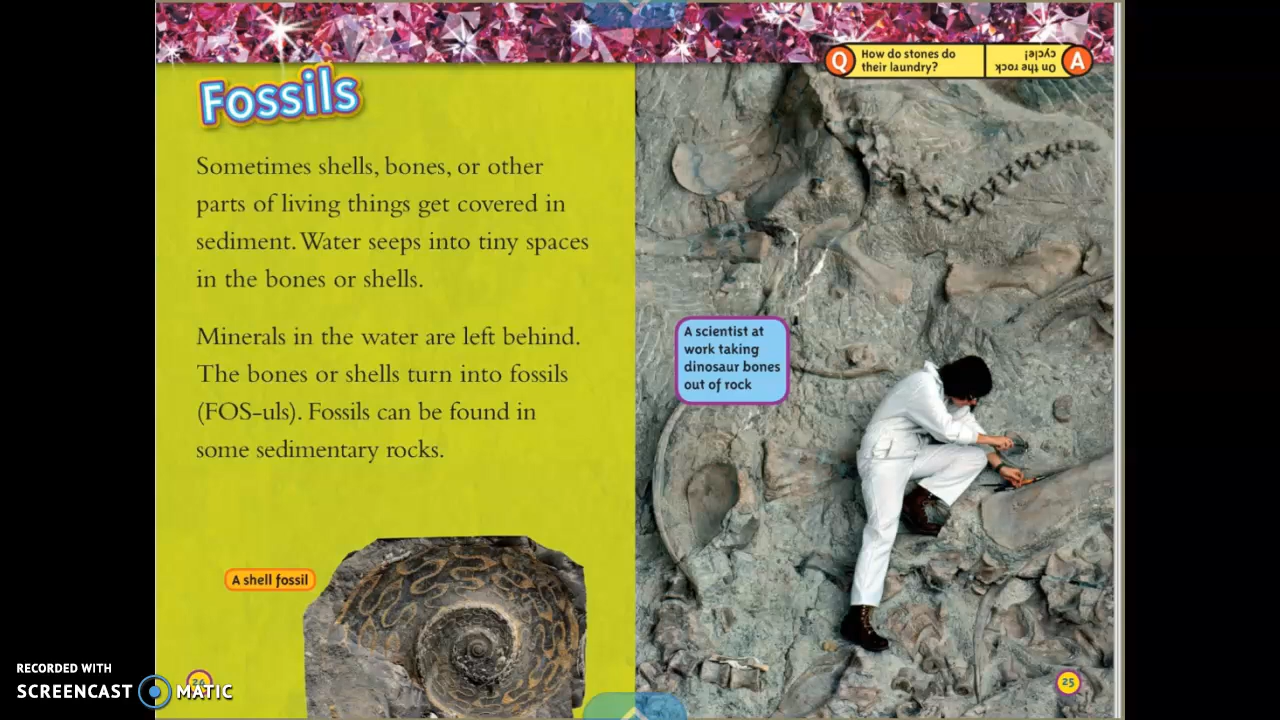 Fossils
Sometimes shells, bones, or other
parts of living things get covered in
sediment. Water seeps into tiny spaces
in the bones or shells.
Minerals in the water are left behind.
The bones or shells turn into fossils
(FOS-uls). Fossils can be found in
some sedimentary rocks.
A shell fossil
Q
How do stones do
their laundry?
A
On the rock
cycle!
A scientist at
work taking
dinosaur bones
out of rock
25
RECORDED WITH
SCREENCAST MATIC